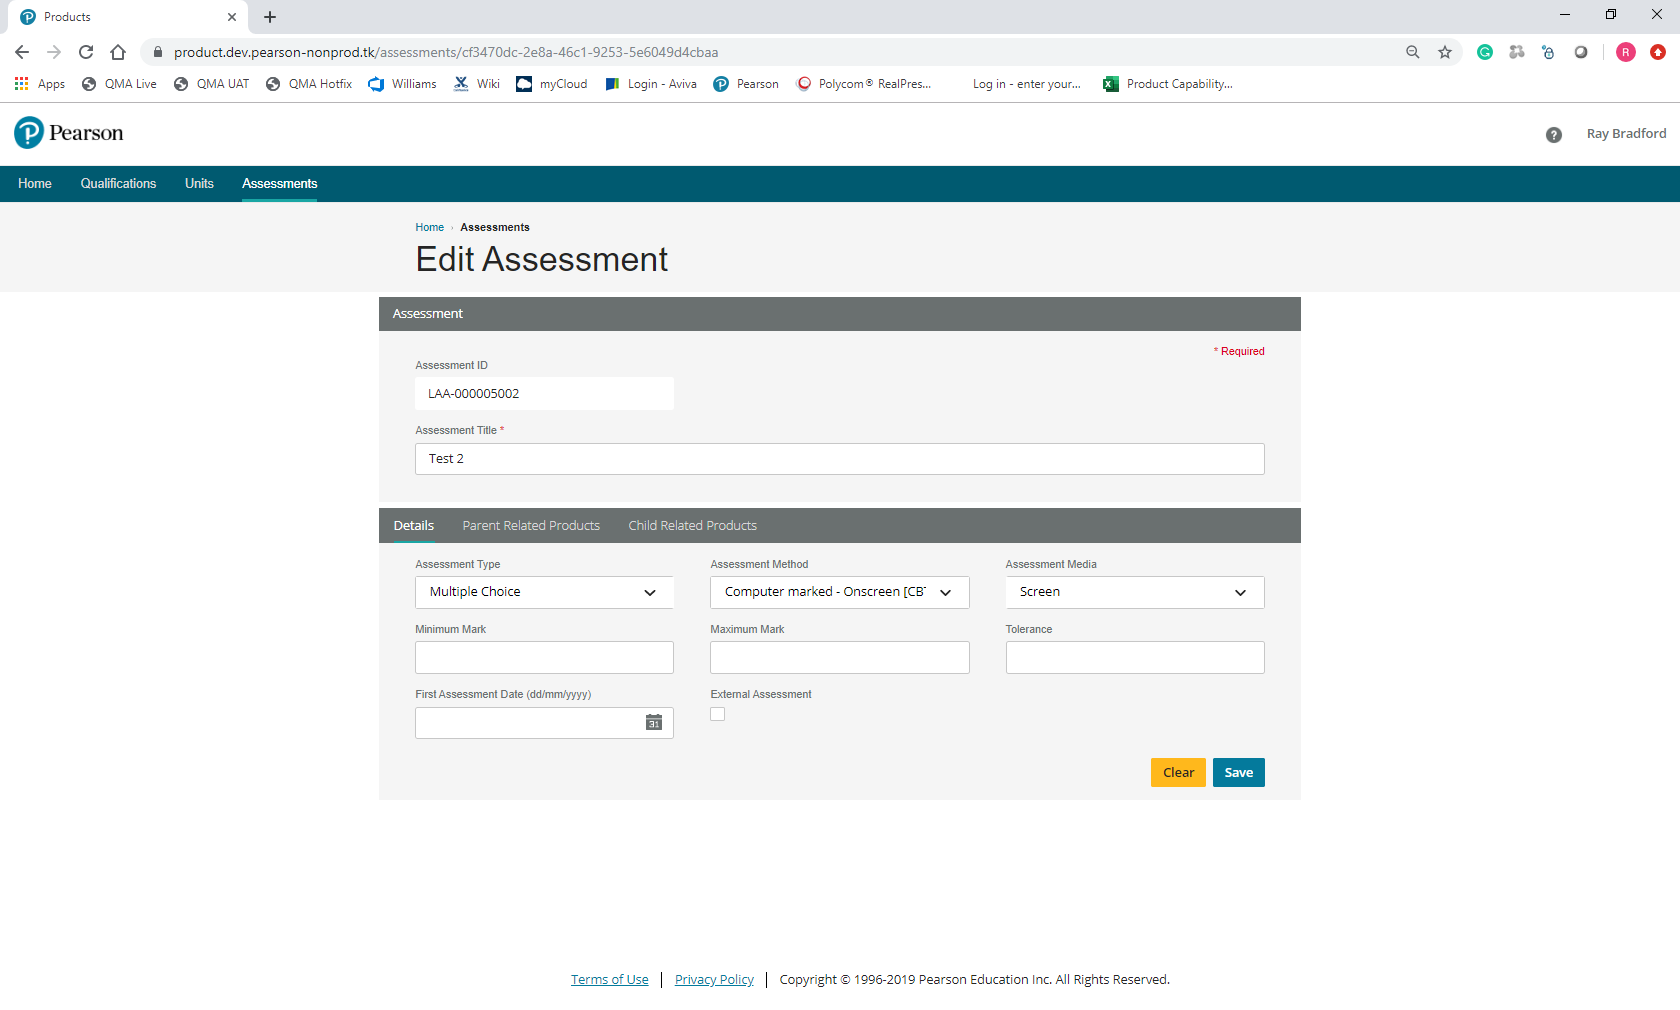 Products
product.dev.pearson-nonprod.tk/assessments/cf3470dc-2e8a-46c1-9253-5e6049d4cbaa
R
Apps QMA Live QMA UAT QMA Hotfix Williams Wiki myCloud Login - Aviva Pearson Polycom® RealPres... Log in - enter your... Product Capability...
Pearson
? Ray Bradford
Home Qualifications Units Assessments
Home › Assessments
Edit Assessment
Assessment
* Required
Assessment ID
LAA-000005002
Assessment Title *
Test 2
Details Parent Related Products Child Related Products
Assessment Type Assessment Method Assessment Media
Multiple Choice Computer marked - Onscreen [CB Screen
Minimum Mark Maximum Mark Tolerance
First Assessment Date (dd/mm/yyyy) External Assessment
31
Clear Save
Terms of Use | Privacy Policy | Copyright © 1996-2019 Pearson Education Inc. All Rights Reserved.